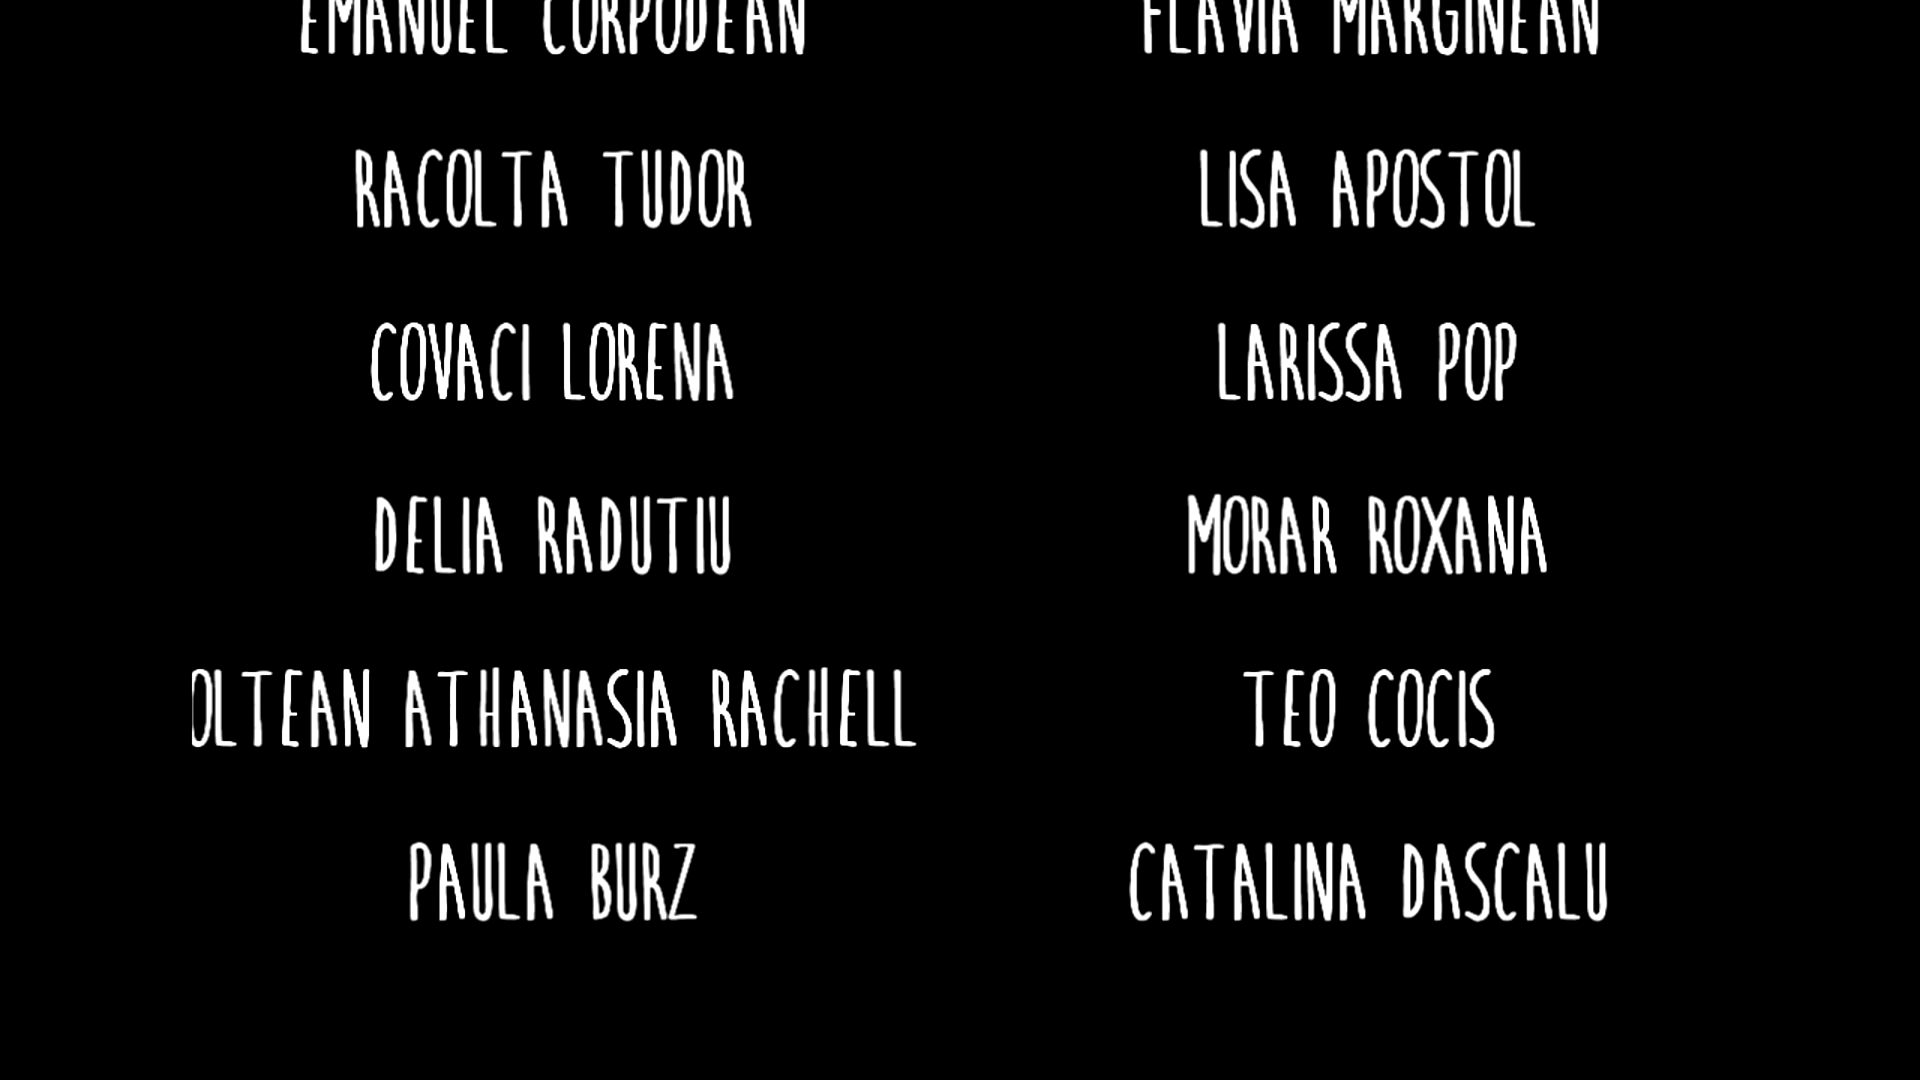 EMANUEL CORPODEAN FLAVIA MARGINEAN
RACOLTA TUDOR LISA APOSTOL
COVACI LORENA LARISSA POP
DELIA RADUTIU MORAR ROXANA
OLTEAN ATHANASIA RACHELL TEO COCIS
PAULA BURZ CATALINA DASCALU